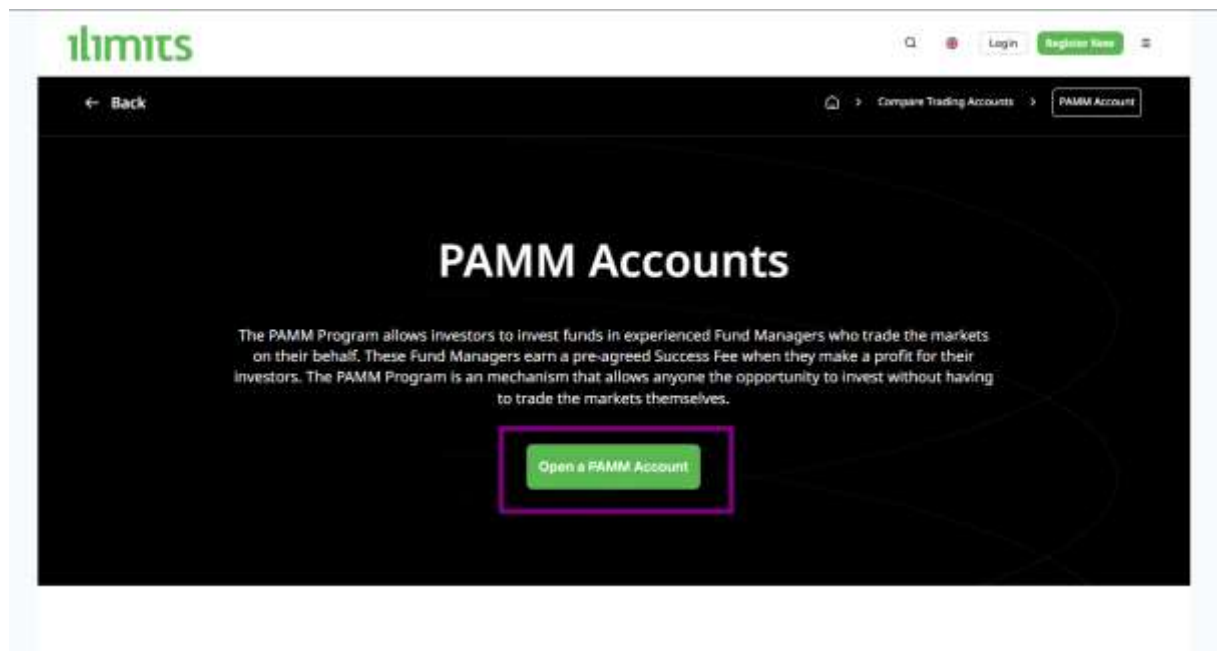 ilimits
Login
Register Now
← Back
Compare Trading Accounts
PAMM Account
PAMM Accounts
The PAMM Program allows investors to invest funds in experienced Fund Managers who trade the markets
on their behalf. These Fund Managers earn a pre-agreed Success Fee when they make a profit for their
investors. The PAMM Program is an mechanism that allows anyone the opportunity to invest without having
to trade the markets themselves.
Open a PAMM Account